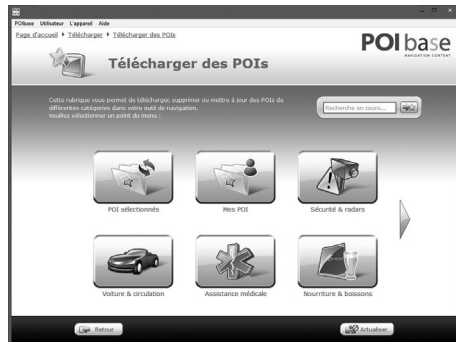 POIbase Utilisateur L'appareil Aide
Page d'accueil Télécharger Télécharger des POIs
POI base
NAVIGATION CONTENT
Télécharger des POIs
Cette rubrique vous permet de télécharger, supprimer ou mettre à jour des POIs de
différentes catégories dans votre outil de navigation.
Veuillez sélectionner un point du menu :
Recherche en cours...
POI sélectionnés
Mes POI
Sécurité & radars
Voiture & circulation
Assistance médicale
Nourriture & boissons
Retour
Actualiser